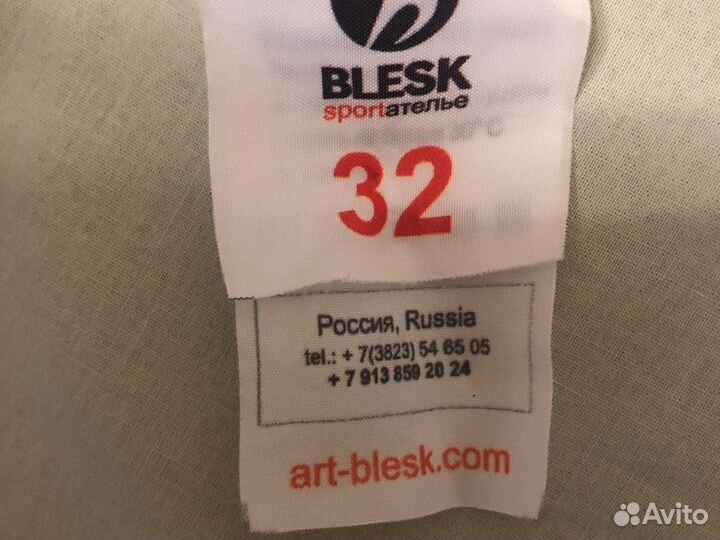 BLESK
sportателье
32
Россия, Russia
tel.: + 7(3823) 54 65 05
+ 7 913 859 20 24
art-blesk.com
Avito